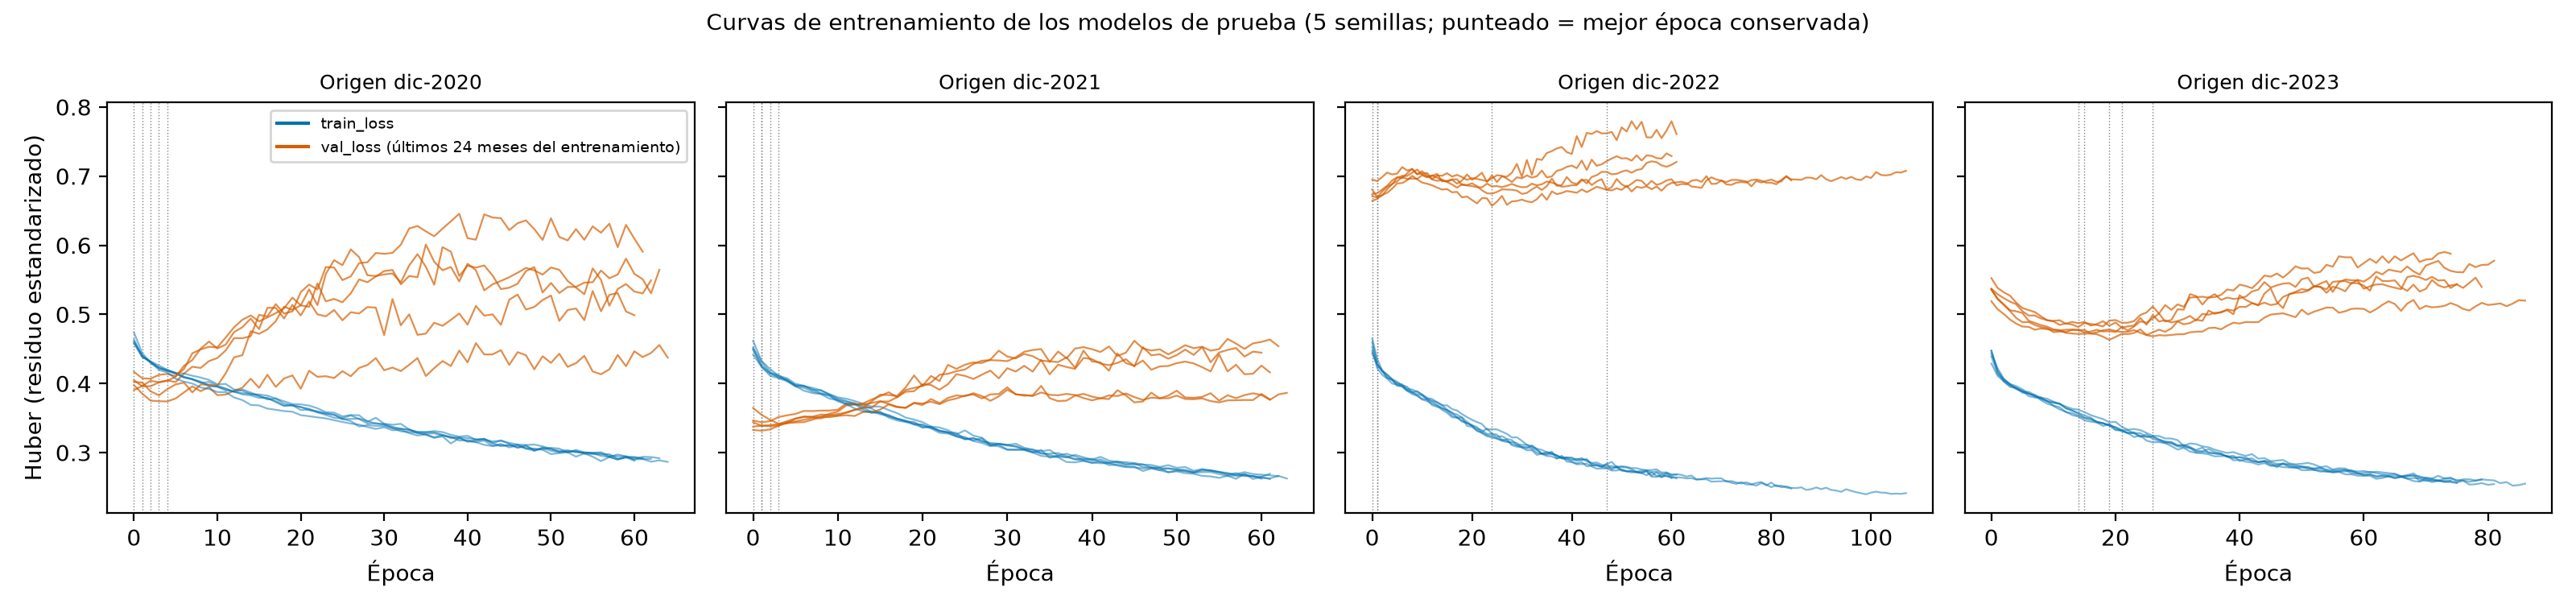 Curvas de entrenamiento de los modelos de prueba (5 semillas; punteado = mejor época conservada)
Origen dic-2020
Origen dic-2021
Origen dic-2022
Origen dic-2023
Huber (residuo estandarizado)
0.8
0.7
0.6
0.5
0.4
0.3
train_loss
val_loss (últimos 24 meses del entrenamiento)
0 10 20 30 40 50 60
0 10 20 30 40 50 60
0 20 40 60 80 100
0 20 40 60 80
Época
Época
Época
Época